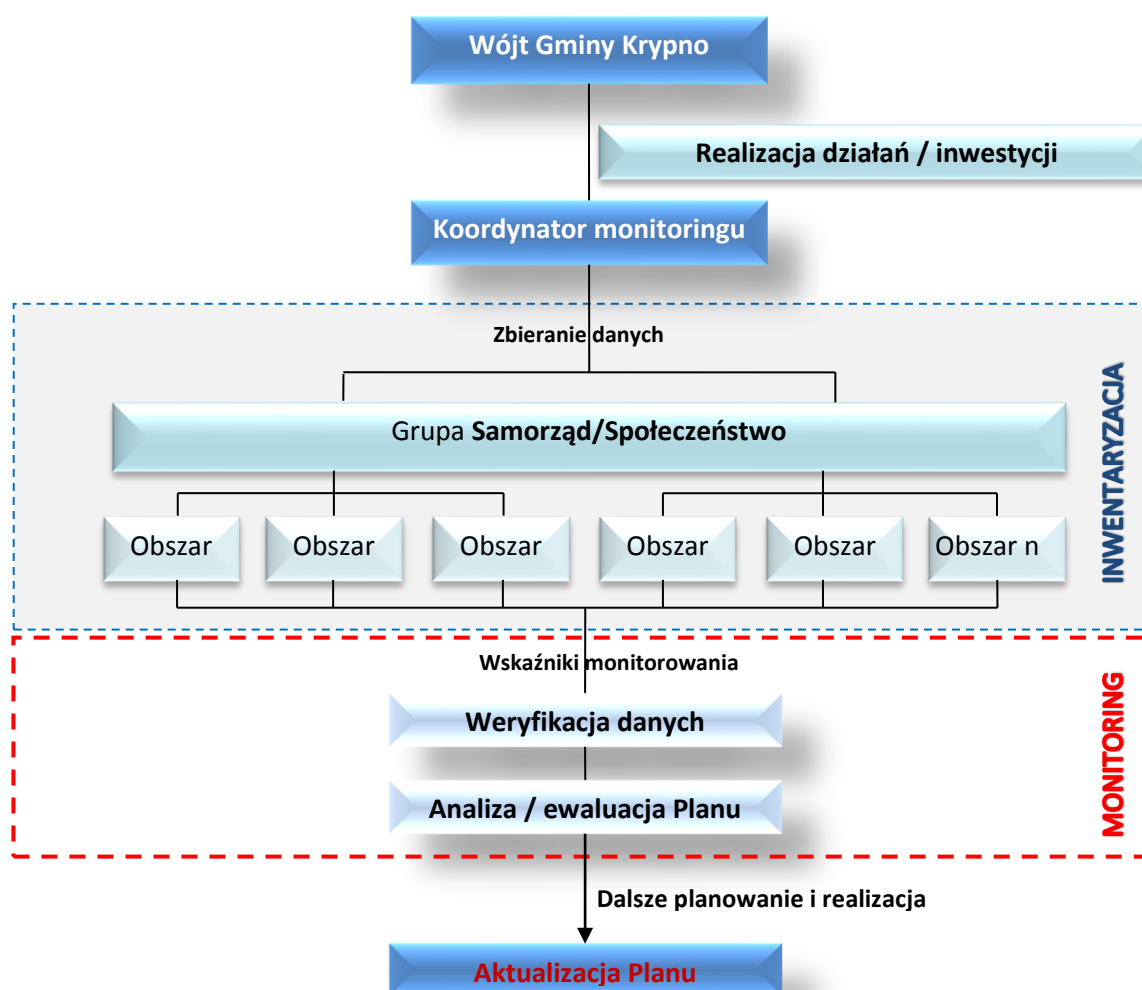 Wójt Gminy Krypno
Realizacja działań / inwestycji
Koordynator monitoringu
Zbieranie danych
INWENTARYZACJA
Grupa Samorząd/Społeczeństwo
Obszar
Obszar
Obszar
Obszar
Obszar
Obszar n
Wskaźniki monitorowania
MONITORING
Weryfikacja danych
Analiza / ewaluacja Planu
Dalsze planowanie i realizacja
Aktualizacja Planu